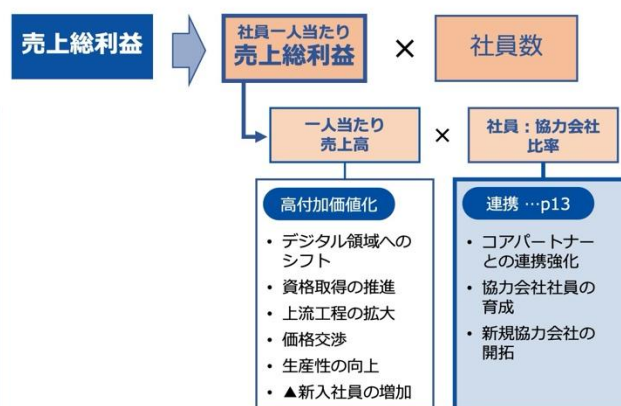 売上総利益
社員一人当たり
売上総利益
×
社員数
一人当たり
売上高
×
社員：協力会社
比率
高付加価値化
• デジタル領域への
シフト
• 資格取得の推進
• 上流工程の拡大
• 価格交渉
• 生産性の向上
• ▲新入社員の増加
連携 …p13
• コアパートナー
との連携強化
• 協力会社社員の
育成
• 新規協力会社の
開拓